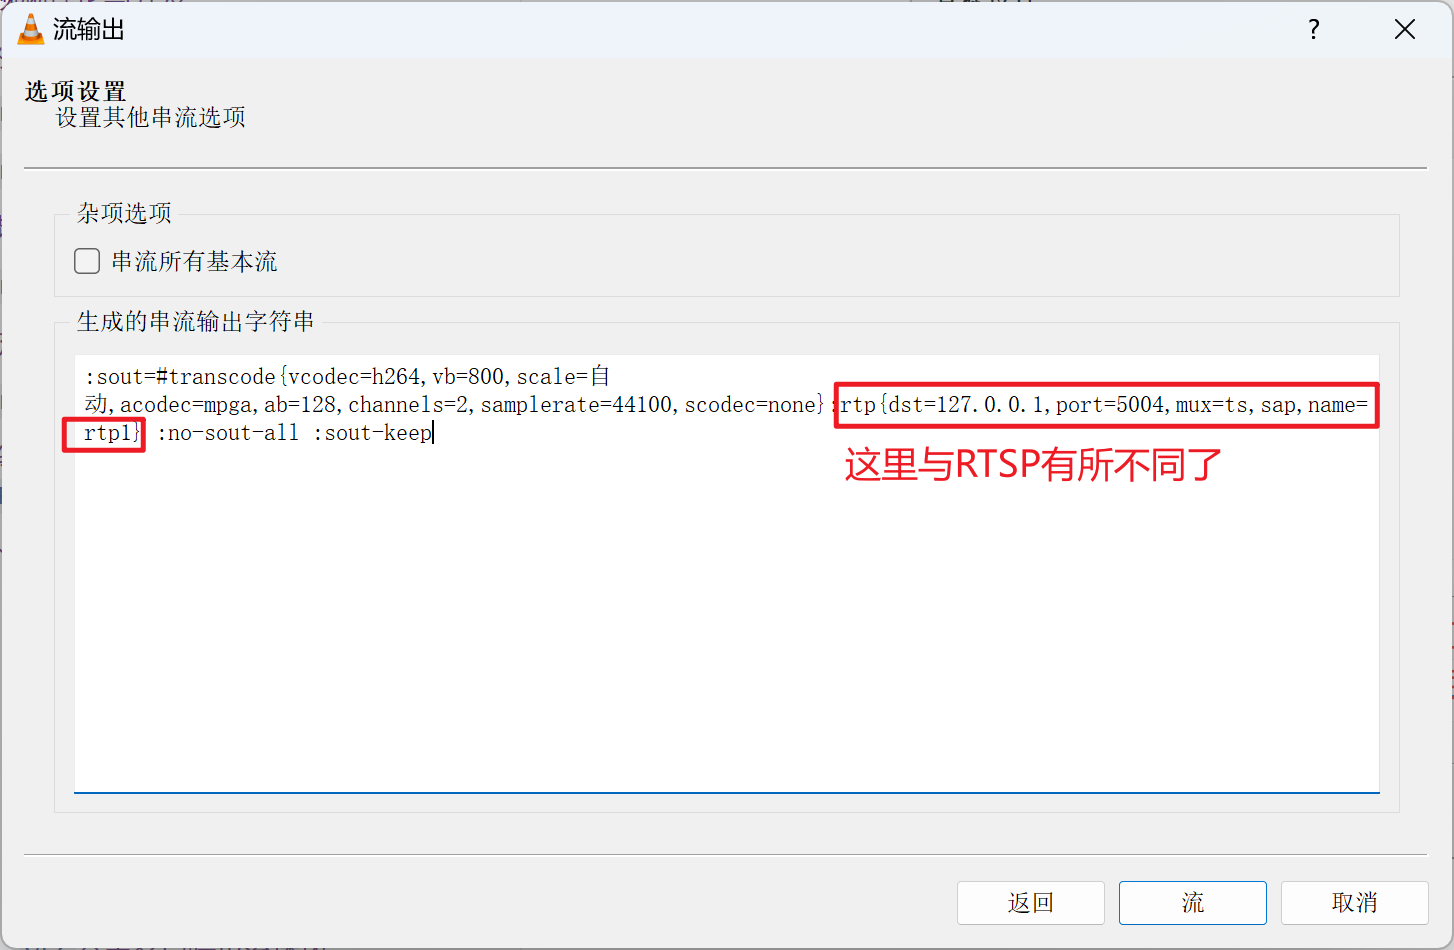 流输出
?
选项设置
设置其他串流选项
杂项选项
串流所有基本流
生成的串流输出字符串
:sout=#transcode{vcodec=h264,vb=800,scale=自
动,acodec=mpga,ab=128,channels=2,samplerate=44100,scodec=none}:rtp{dst=127.0.0.1,port=5004,mux=ts,sap,name=
rtp1} :no-sout-all :sout-keep
这里与RTSP有所不同了
返回
流
取消